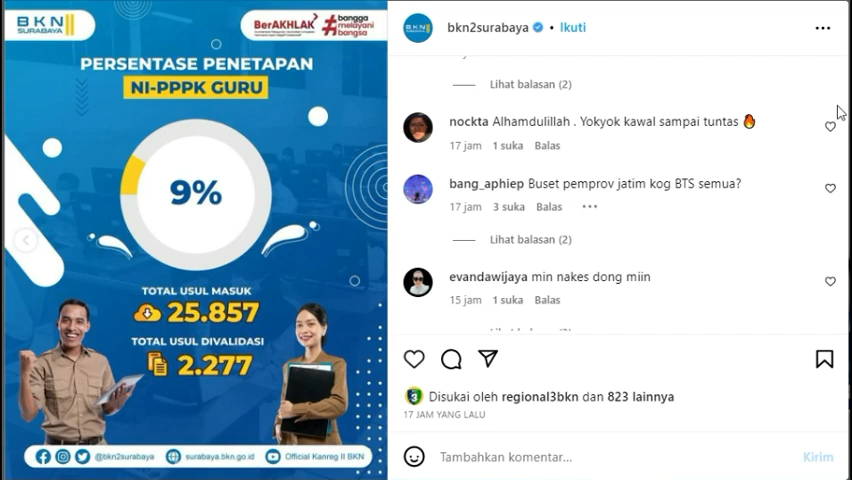 BKN
SURABAYA
BerAKHLAK
#bangga
melayani
bangsa
PERSENTASE PENETAPAN
NI-PPPK GURU
9%
TOTAL USUL MASUK
25.857
TOTAL USUL DIVALIDASI
2.277
@bkn2surabaya
surabaya.bkn.go.id
Official Kanreg II BKN
BKN
SURABAYA
bkn2surabaya • Ikuti
Lihat balasan (2)
nockta Alhamdulillah . Yokyok kawal sampai tuntas 🔥
17 jam 1 suka Balas
bang_aphiep Buset pemprov jatim kog BTS semua?
17 jam 3 suka Balas
Lihat balasan (2)
evandawijaya min nakes dong miin
15 jam 1 suka Balas
Disukai oleh regional3bkn dan 823 lainnya
17 JAM YANG LALU
Tambahkan komentar...
Kirim